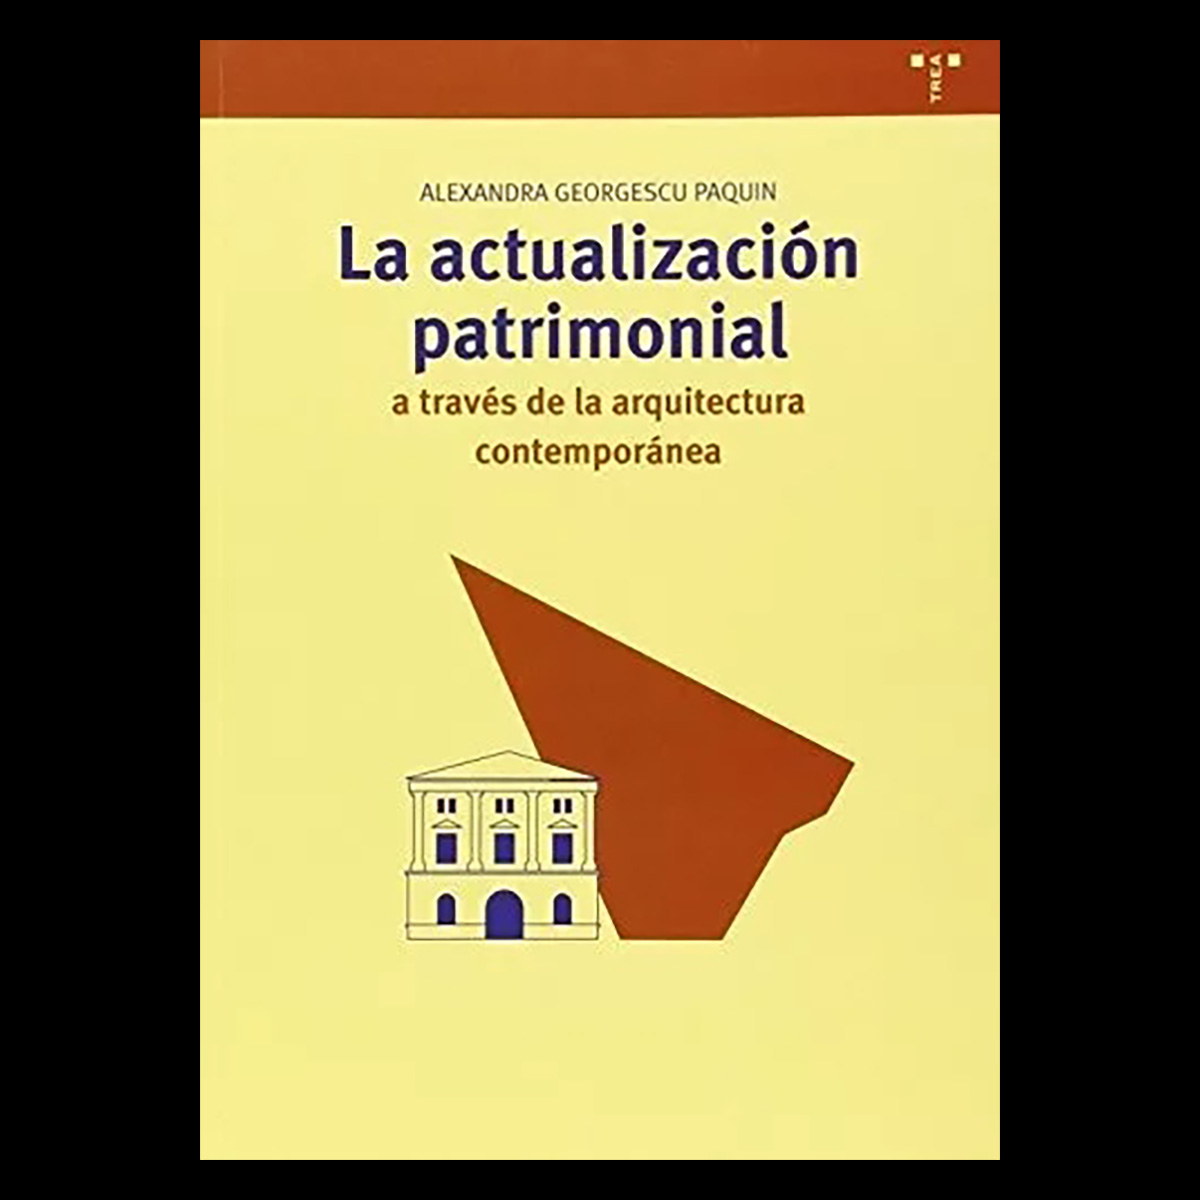 TREA
ALEXANDRA GEORGESCU PAQUIN
La actualización
patrimonial
a través de la arquitectura
contemporánea